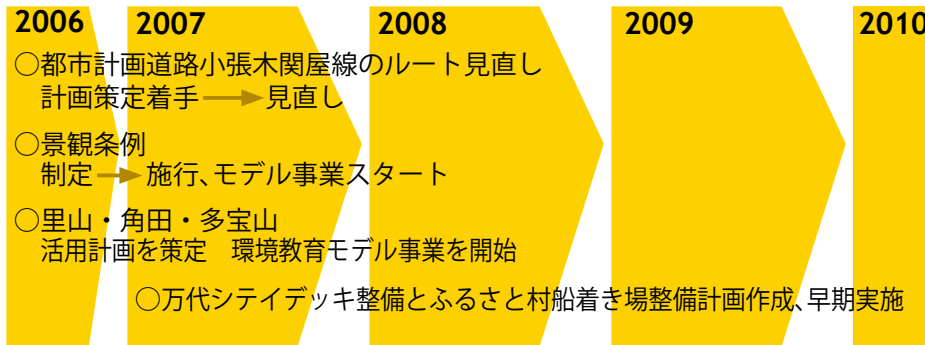 2006 2007 2008 2009 2010
○都市計画道路小張木関屋線のルート見直し
計画策定着手 見直し
○景観条例
制定 施行、モデル事業スタート
○里山・角田・多宝山
活用計画を策定　環境教育モデル事業を開始
○万代シテイデッキ整備とふるさと村船着き場整備計画作成、早期実施